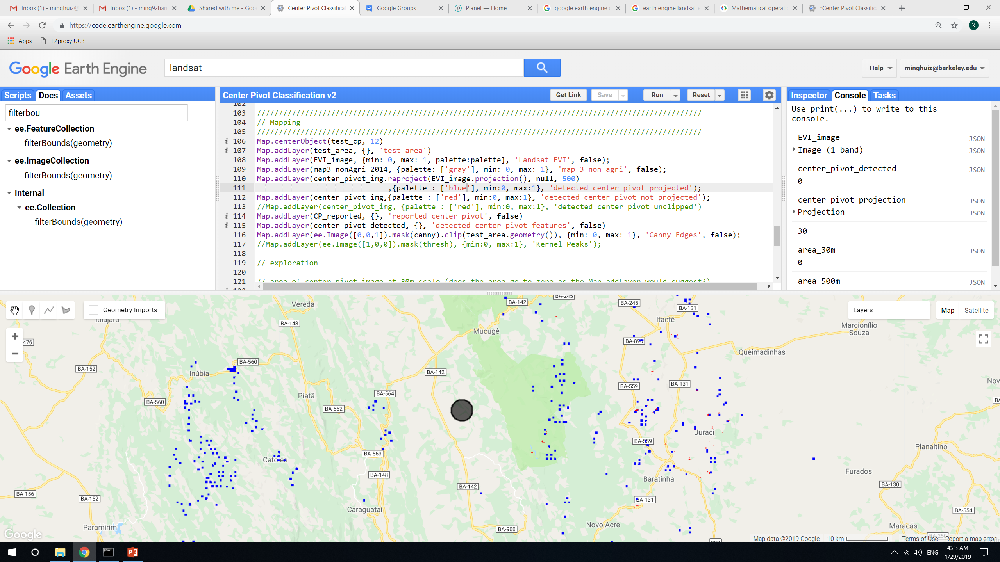 Inbox (1) - minghuiz@
Inbox (1) - ming9zhan
Shared with me - Goo
Center Pivot Classificat
Google Groups
Planet — Home
google earth engine c
earth engine landsat e
Mathematical operatio
*Center Pivot Classific
https://code.earthengine.google.com
X
Apps
EZproxy UCB
Google Earth Engine
landsat
Help
minghuiz@berkeley.edu
Scripts
Docs
Assets
filterbou
ee.FeatureCollection
filterBounds(geometry)
ee.ImageCollection
filterBounds(geometry)
Internal
ee.Collection
filterBounds(geometry)
Center Pivot Classification v2
Get Link
Save
Run
Reset
102
103 //////////////////////////////////////////////////////////////////////////////////////////////////////
104 // Mapping
105 //////////////////////////////////////////////////////////////////////////////////////////////////////
i 106 Map.centerObject(test_cp, 12)
i 107 Map.addLayer(test_area, {}, 'test area')
108 Map.addLayer(EVI_image, {min: 0, max: 1, palette:palette}, 'Landsat EVI', false);
109 Map.addLayer(map3_nonAgri_2014, {palette: ['gray'], min: 0, max: 1}, 'map 3 non agri', false);
110 Map.addLayer(center_pivot_img.reproject(EVI_image.projection(), null, 500)
111 ,{palette : ['blue'], min:0, max:1}, 'detected center pivot projected');
112 Map.addLayer(center_pivot_img,{palette : ['red'], min:0, max:1}, 'detected center pivot not projected');
113 //Map.addLayer(center_pivot_img, {palette : ['red'], min:0, max:1}, 'detected center pivot unclipped')
i 114 Map.addLayer(CP_reported, {}, 'reported center pivot', false)
i 115 Map.addLayer(center_pivot_detected, {}, 'detected center pivot features', false)
116 Map.addLayer(ee.Image([0,0,1]).mask(canny).clip(test_area.geometry()), {min: 0, max: 1}, 'Canny Edges', false);
117 //Map.addLayer(ee.Image([1,0,0]).mask(thresh), {min:0, max:1}, 'Kernel Peaks');
118
119 // exploration
120
121 // area of center pivot image at 30m scale (does the area go to zero as the Map.addLayer would suggest?)
Inspector
Console
Tasks
Use print(...) to write to this
console.
EVI_image JSON
Image (1 band) JSON
center_pivot_detected JSON
0
center pivot projection JSON
Projection JSON
30
area_30m JSON
0
area_500m JSON
Geometry Imports
Layers
Map
Satellite
Vereda
BA-142
BA-245
BA-245
BA-131
Ibiajara
BA-148
Itaeté
Marcionílio
Souza
Mucugê
476
BA-890
Queimadinhas
BA-560
BA-152
Inúbia
BA-142
Nov
BA-559
BA-131
BA-564
Piatã
BA-560
BA-562
Juraci
BA-559
Planaltino
BA-563
Catolés
BA-148
Furados
Baratinha
BA-142
BA-130
BA-156
BA-152
BA-131
Caraguataí
BA-554
Novo Acre
Maracás
Paramirim
BA-900
BA-250
330
Google
Map data ©2019 Google
10 km
Terms of Use
Report a map error
ENG
4:23 AM
1/29/2019